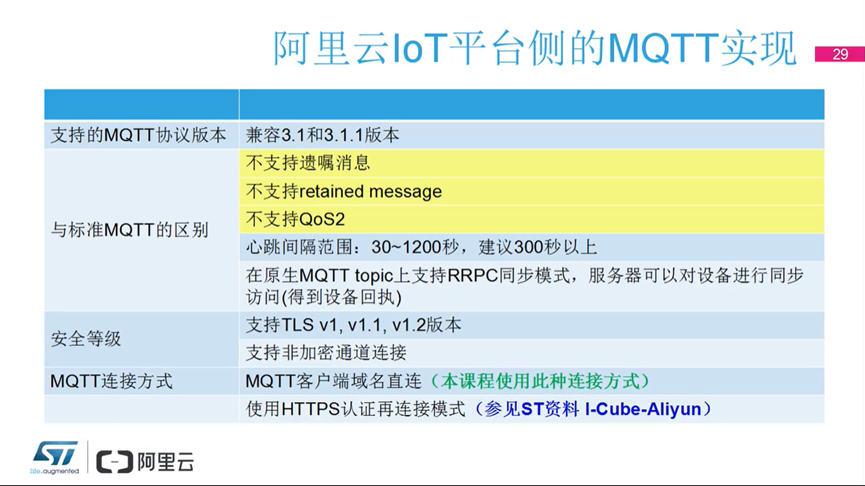 阿里云IoT平台侧的MQTT实现
29
支持的MQTT协议版本
兼容3.1和3.1.1版本
与标准MQTT的区别
不支持遗嘱消息
不支持retained message
不支持QoS2
心跳间隔范围：30~1200秒，建议300秒以上
在原生MQTT topic上支持RRPC同步模式，服务器可以对设备进行同步
访问(得到设备回执)
安全等级
支持TLS v1, v1.1, v1.2版本
支持非加密通道连接
MQTT连接方式
MQTT客户端域名直连（本课程使用此种连接方式）
使用HTTPS认证再连接模式（参见ST资料 I-Cube-Aliyun）
ST
life.augmented
阿里云